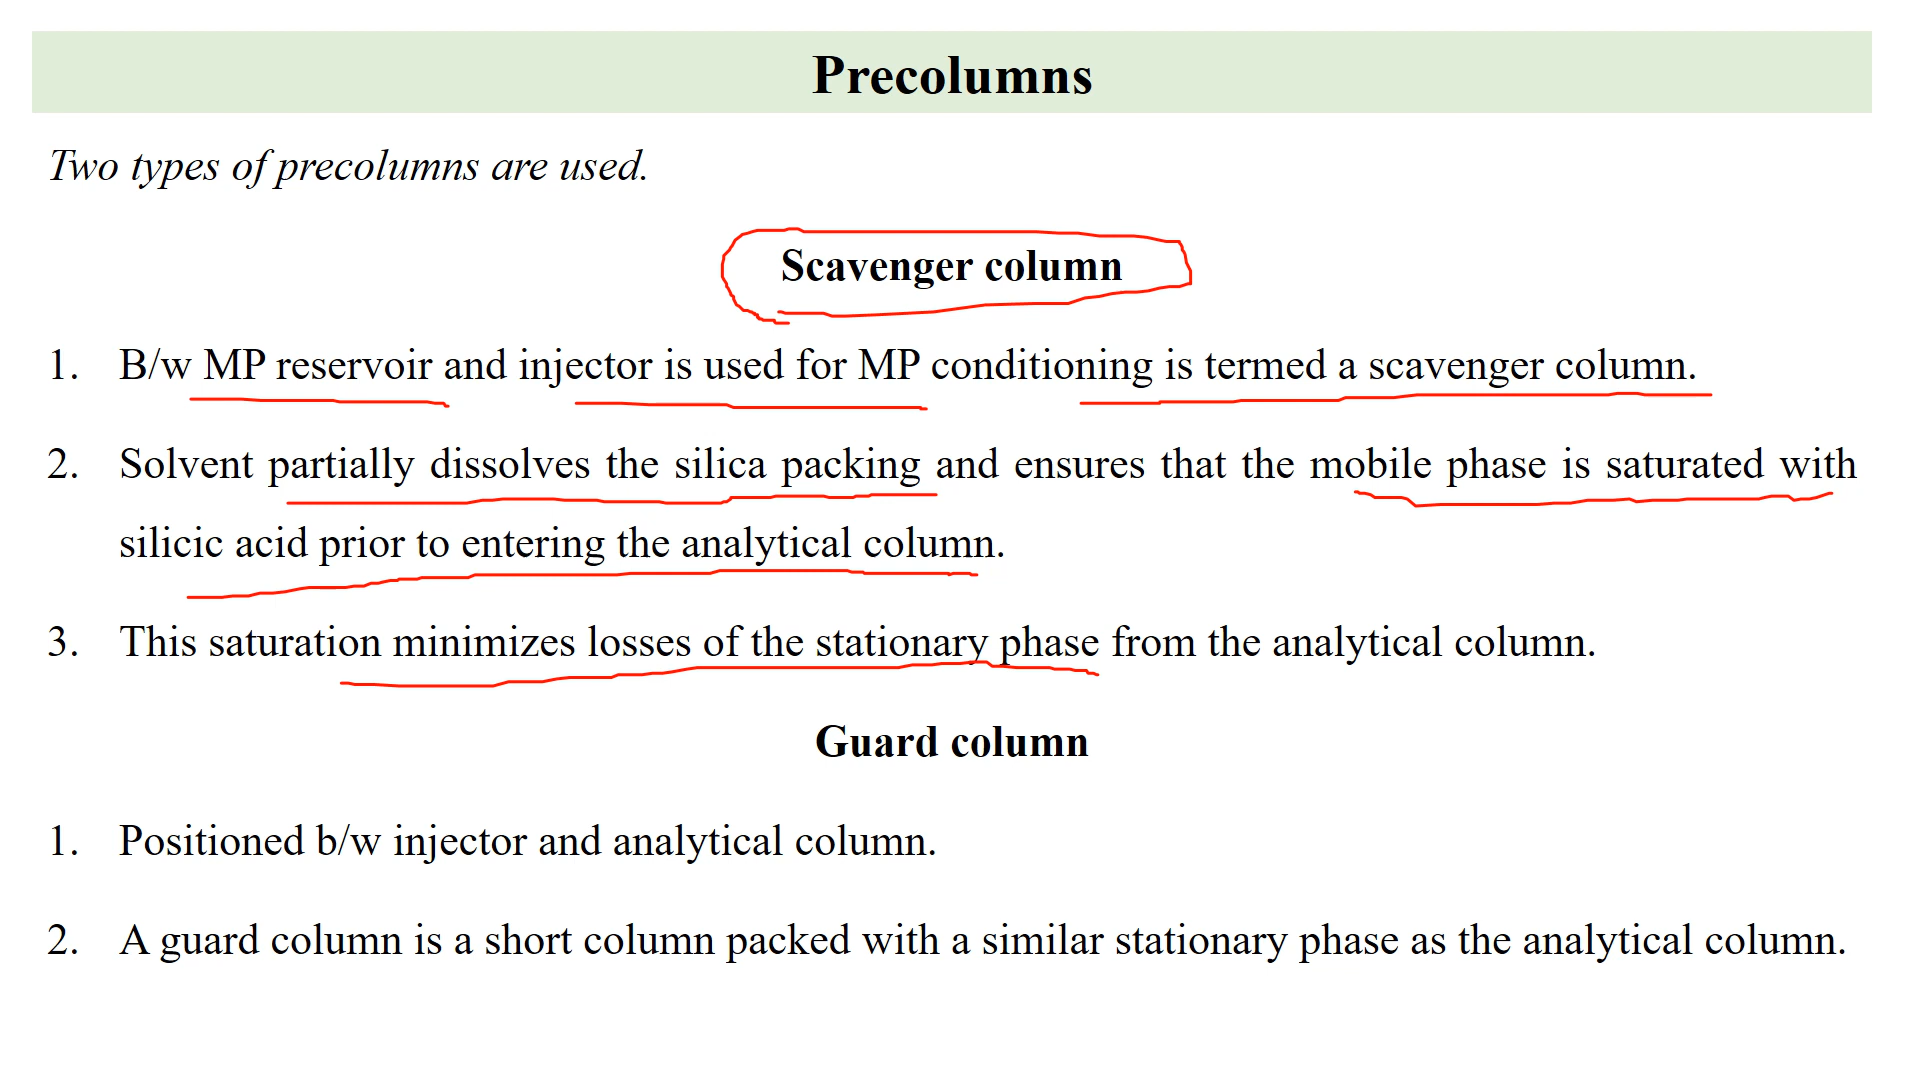 Precolumns
Two types of precolumns are used.
Scavenger column
1. B/w MP reservoir and injector is used for MP conditioning is termed a scavenger column.
2. Solvent partially dissolves the silica packing and ensures that the mobile phase is saturated with
silicic acid prior to entering the analytical column.
3. This saturation minimizes losses of the stationary phase from the analytical column.
Guard column
1. Positioned b/w injector and analytical column.
2. A guard column is a short column packed with a similar stationary phase as the analytical column.